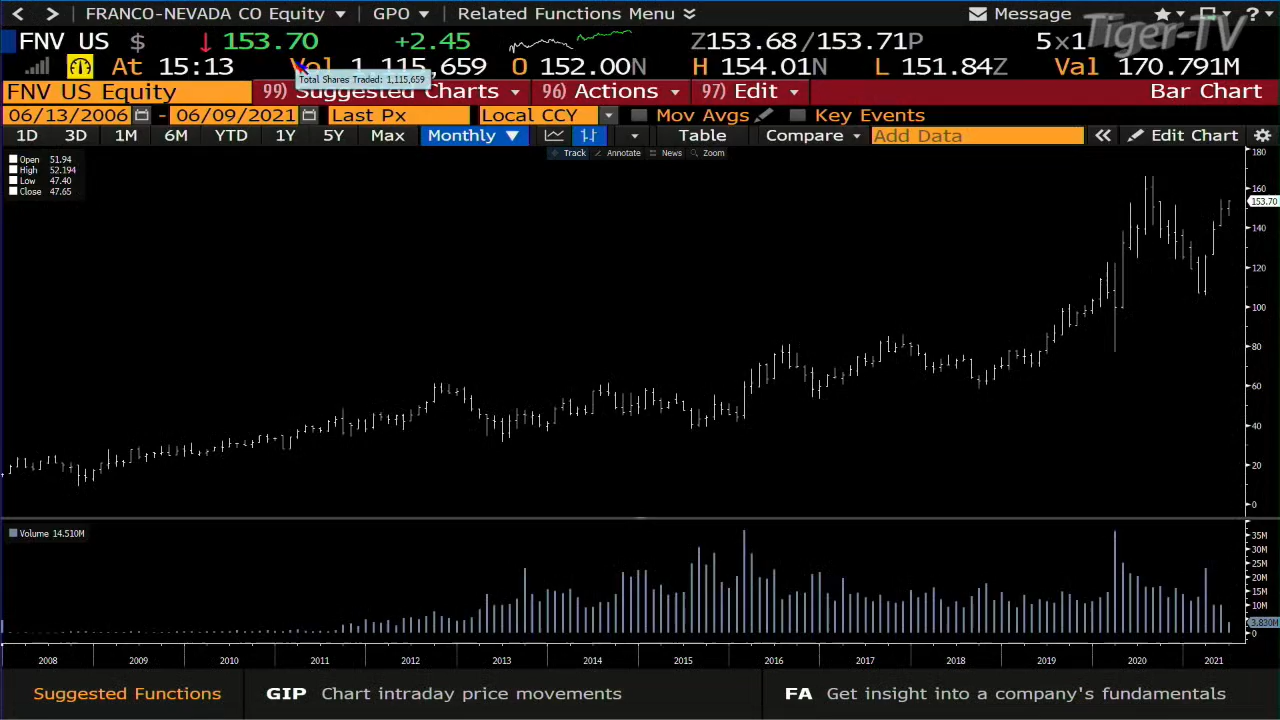 FRANCO-NEVADA CO Equity GPO Related Functions Menu Message ?
FNV US $ ↓ 153.70 +2.45 Z153.68/153.71P 5x1
At 15:13 Vol 1,115,659 O 152.00N H 154.01N L 151.84Z Val 170.791M
Total Shares Traded: 1,115,659
Tiger-TV
FNV US Equity 99) Suggested Charts 96) Actions 97) Edit Bar Chart
06/13/2006 - 06/09/2021 Last Px Local CCY Mov Avgs Key Events
1D 3D 1M 6M YTD 1Y 5Y Max Monthly ▼ Table Compare Add Data « Edit Chart
Track Annotate News Zoom
Open 51.94
High 52.194
Low 47.40
Close 47.65
180
160
153.70
140
120
100
80
60
40
20
0
Volume 14.510M
35M
30M
25M
20M
15M
10M
3.830M
0
2008 2009 2010 2011 2012 2013 2014 2015 2016 2017 2018 2019 2020 2021
Suggested Functions GIP Chart intraday price movements FA Get insight into a company's fundamentals